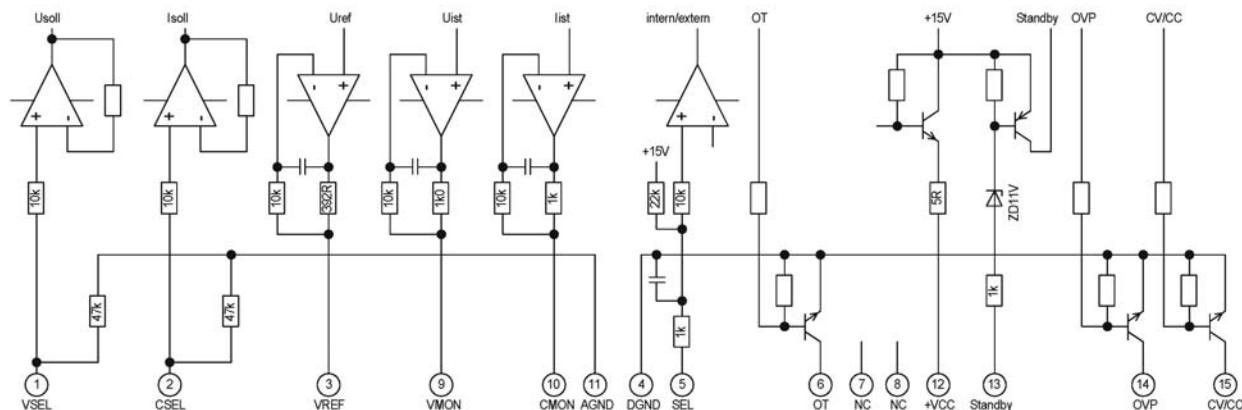 Usoll Isoll Uref Uist Iist intern/extern OT +15V Standby OVP CV/CC
+ - + - - + - + - +
+15V
10k 10k 10k 392R 10k 1k0 10k 1k 22k 10k 5R ZD11V
47k 47k 1k 1k
1 2 3 9 10 11 4 5 6 7 8 12 13 14 15
VSEL CSEL VREF VMON CMON AGND DGND SEL OT NC NC +VCC Standby OVP CV/CC